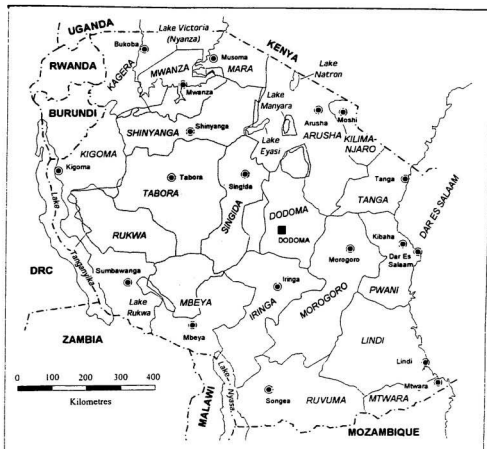 UGANDA
Lake Victoria
(Nyanza)
Bukoba
RWANDA
KAGERA
MWANZA
Musoma
MARA
KENYA
Lake
Natron
Mwanza
Lake
Manyara
BURUNDI
SHINYANGA
Shinyanga
Lake
Eyasi
Arusha
ARUSHA
Moshi
KILIMA-
NJARO
KIGOMA
Kigoma
Tabora
TABORA
Singida
SINGIDA
Tanga
TANGA
DODOMA
DODOMA
DAR ES SALAAM
Kibaha
Dar Es
Salaam
Morogoro
MOROGORO
PWANI
RUKWA
Lake Tanganyika
DRC
Sumbawanga
Lake
Rukwa
MBEYA
Mbeya
Iringa
IRINGA
ZAMBIA
LINDI
Lindi
0 100 200 300 400
Kilometres
MALAWI
Lake Nyasa
Songea
RUVUMA
MTWARA
Mtwara
MOZAMBIQUE